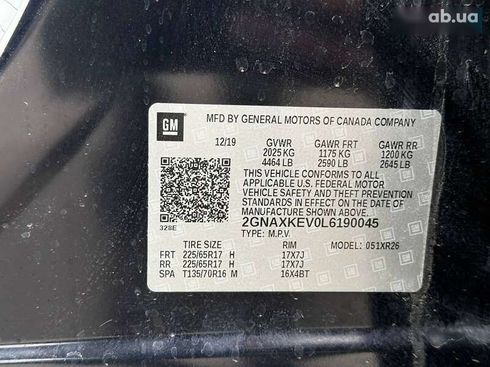 ab.ua
GM
MFD BY GENERAL MOTORS OF CANADA COMPANY
12/19 GVWR GAWR FRT GAWR RR
2025 KG 1175 KG 1200 KG
4464 LB 2590 LB 2645 LB
THIS VEHICLE CONFORMS TO ALL
APPLICABLE U.S. FEDERAL MOTOR
VEHICLE SAFETY AND THEFT PREVENTION
STANDARDS IN EFFECT ON THE DATE OF
MANUFACTURE SHOWN ABOVE.
2GNAXKEV0L6190045
328E TYPE: M.P.V.
TIRE SIZE RIM MODEL: 051XR26
FRT 225/65R17 H 17X7J
RR 225/65R17 H 17X7J
SPA T135/70R16 M 16X4BT